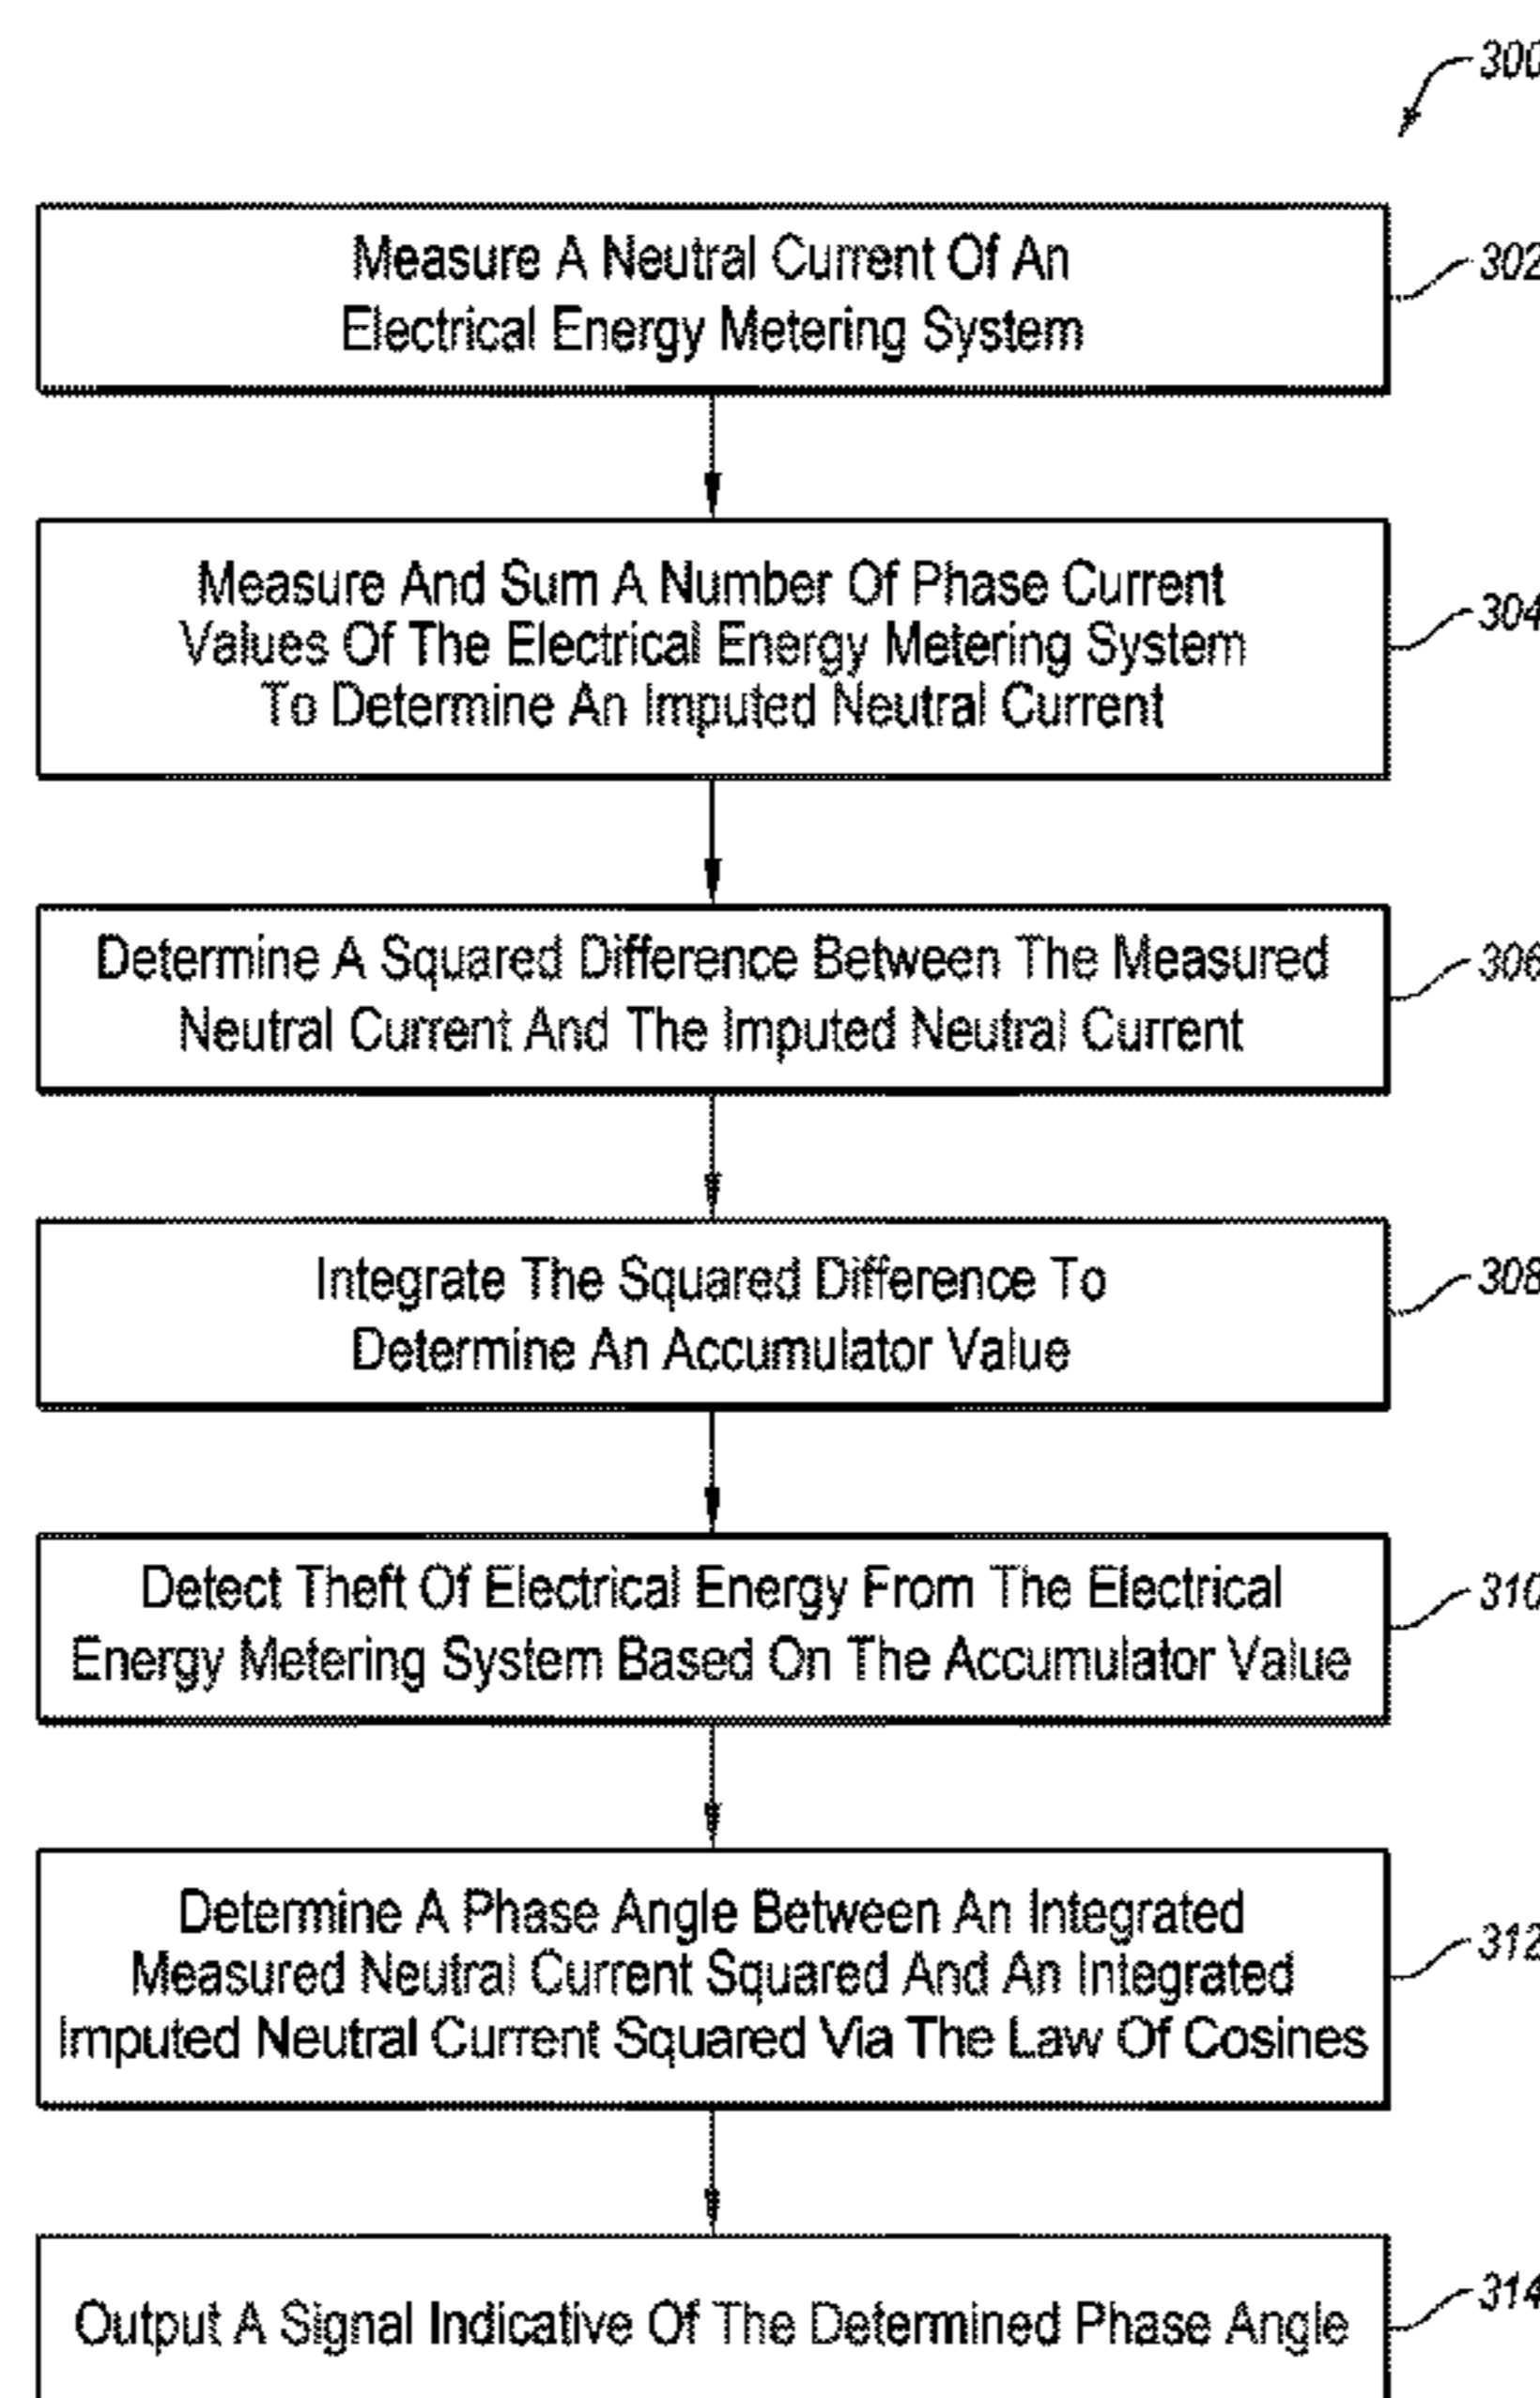 300
Measure A Neutral Current Of An
Electrical Energy Metering System
302
Measure And Sum A Number Of Phase Current
Values Of The Electrical Energy Metering System
To Determine An Imputed Neutral Current
304
Determine A Squared Difference Between The Measured
Neutral Current And The Imputed Neutral Current
306
Integrate The Squared Difference To
Determine An Accumulator Value
308
Detect Theft Of Electrical Energy From The Electrical
Energy Metering System Based On The Accumulator Value
310
Determine A Phase Angle Between An Integrated
Measured Neutral Current Squared And An Integrated
Imputed Neutral Current Squared Via The Law Of Cosines
312
Output A Signal Indicative Of The Determined Phase Angle
314